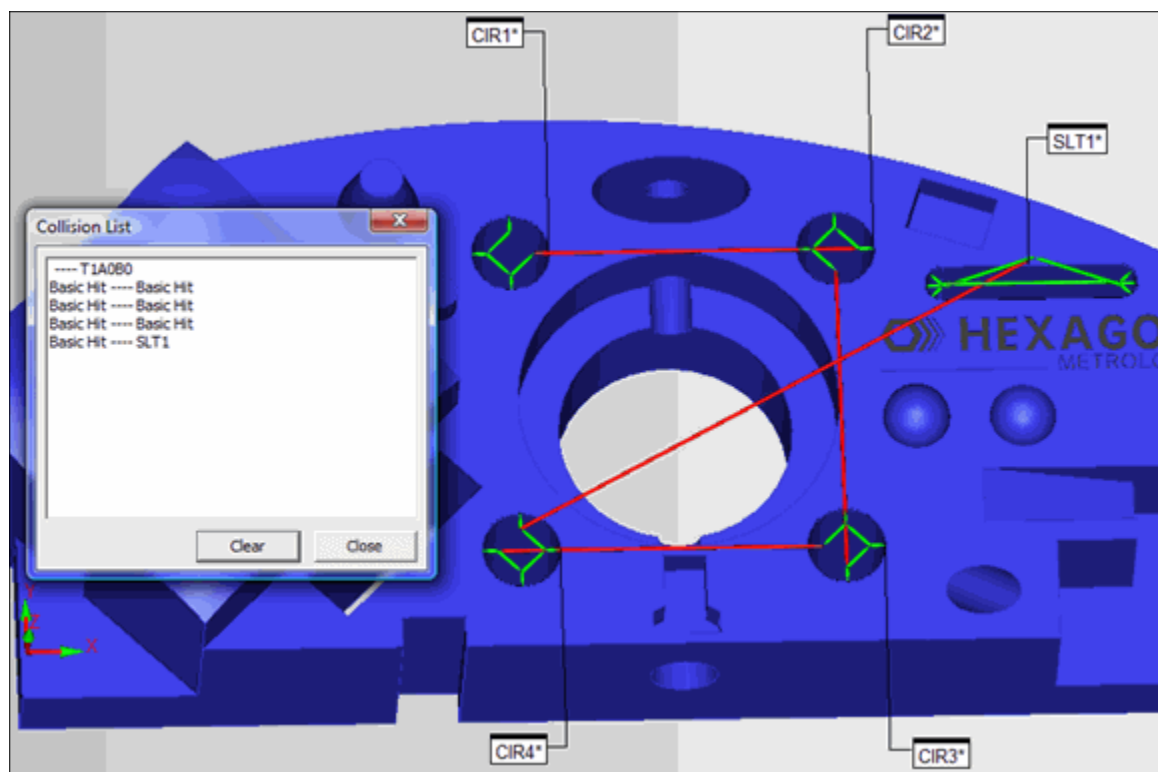 CIR1*
CIR2*
SLT1*
Collision List
---- T1A0B0
Basic Hit ---- Basic Hit
Basic Hit ---- Basic Hit
Basic Hit ---- Basic Hit
Basic Hit ---- SLT1
Clear
Close
HEXAGO
METROLO
Y
Z
X
CIR4*
CIR3*